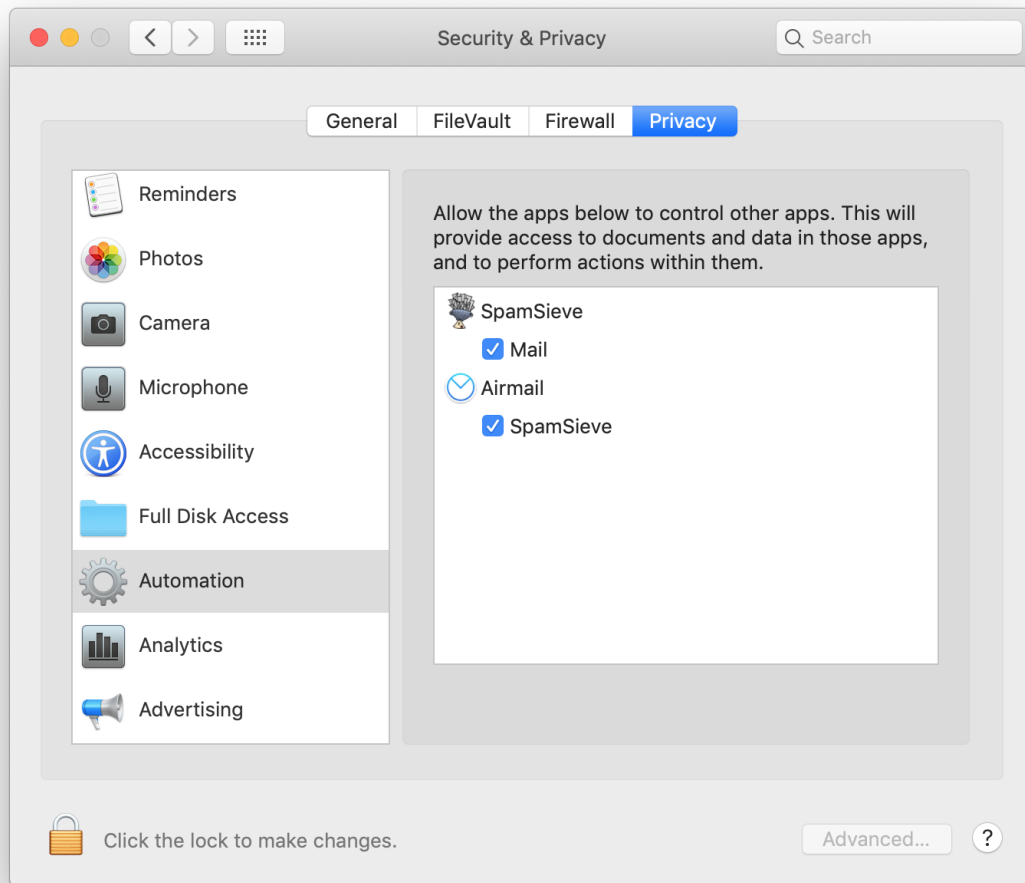 Security & Privacy
Search
General
FileVault
Firewall
Privacy
Reminders
Photos
Camera
Microphone
Accessibility
Full Disk Access
Automation
Analytics
Advertising
Allow the apps below to control other apps. This will
provide access to documents and data in those apps,
and to perform actions within them.
SpamSieve
Mail
Airmail
SpamSieve
Click the lock to make changes.
Advanced...
?